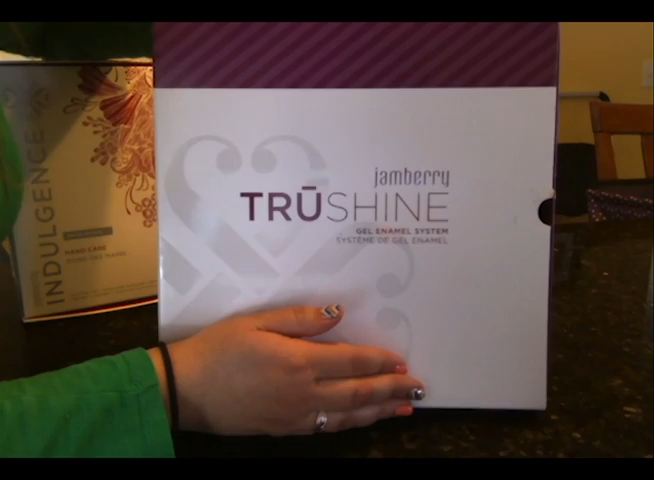 INDULGENCE
HAND CARE
jamberry
TRŪSHINE
GEL ENAMEL SYSTEM
SYSTÈME DE GEL ENAMEL